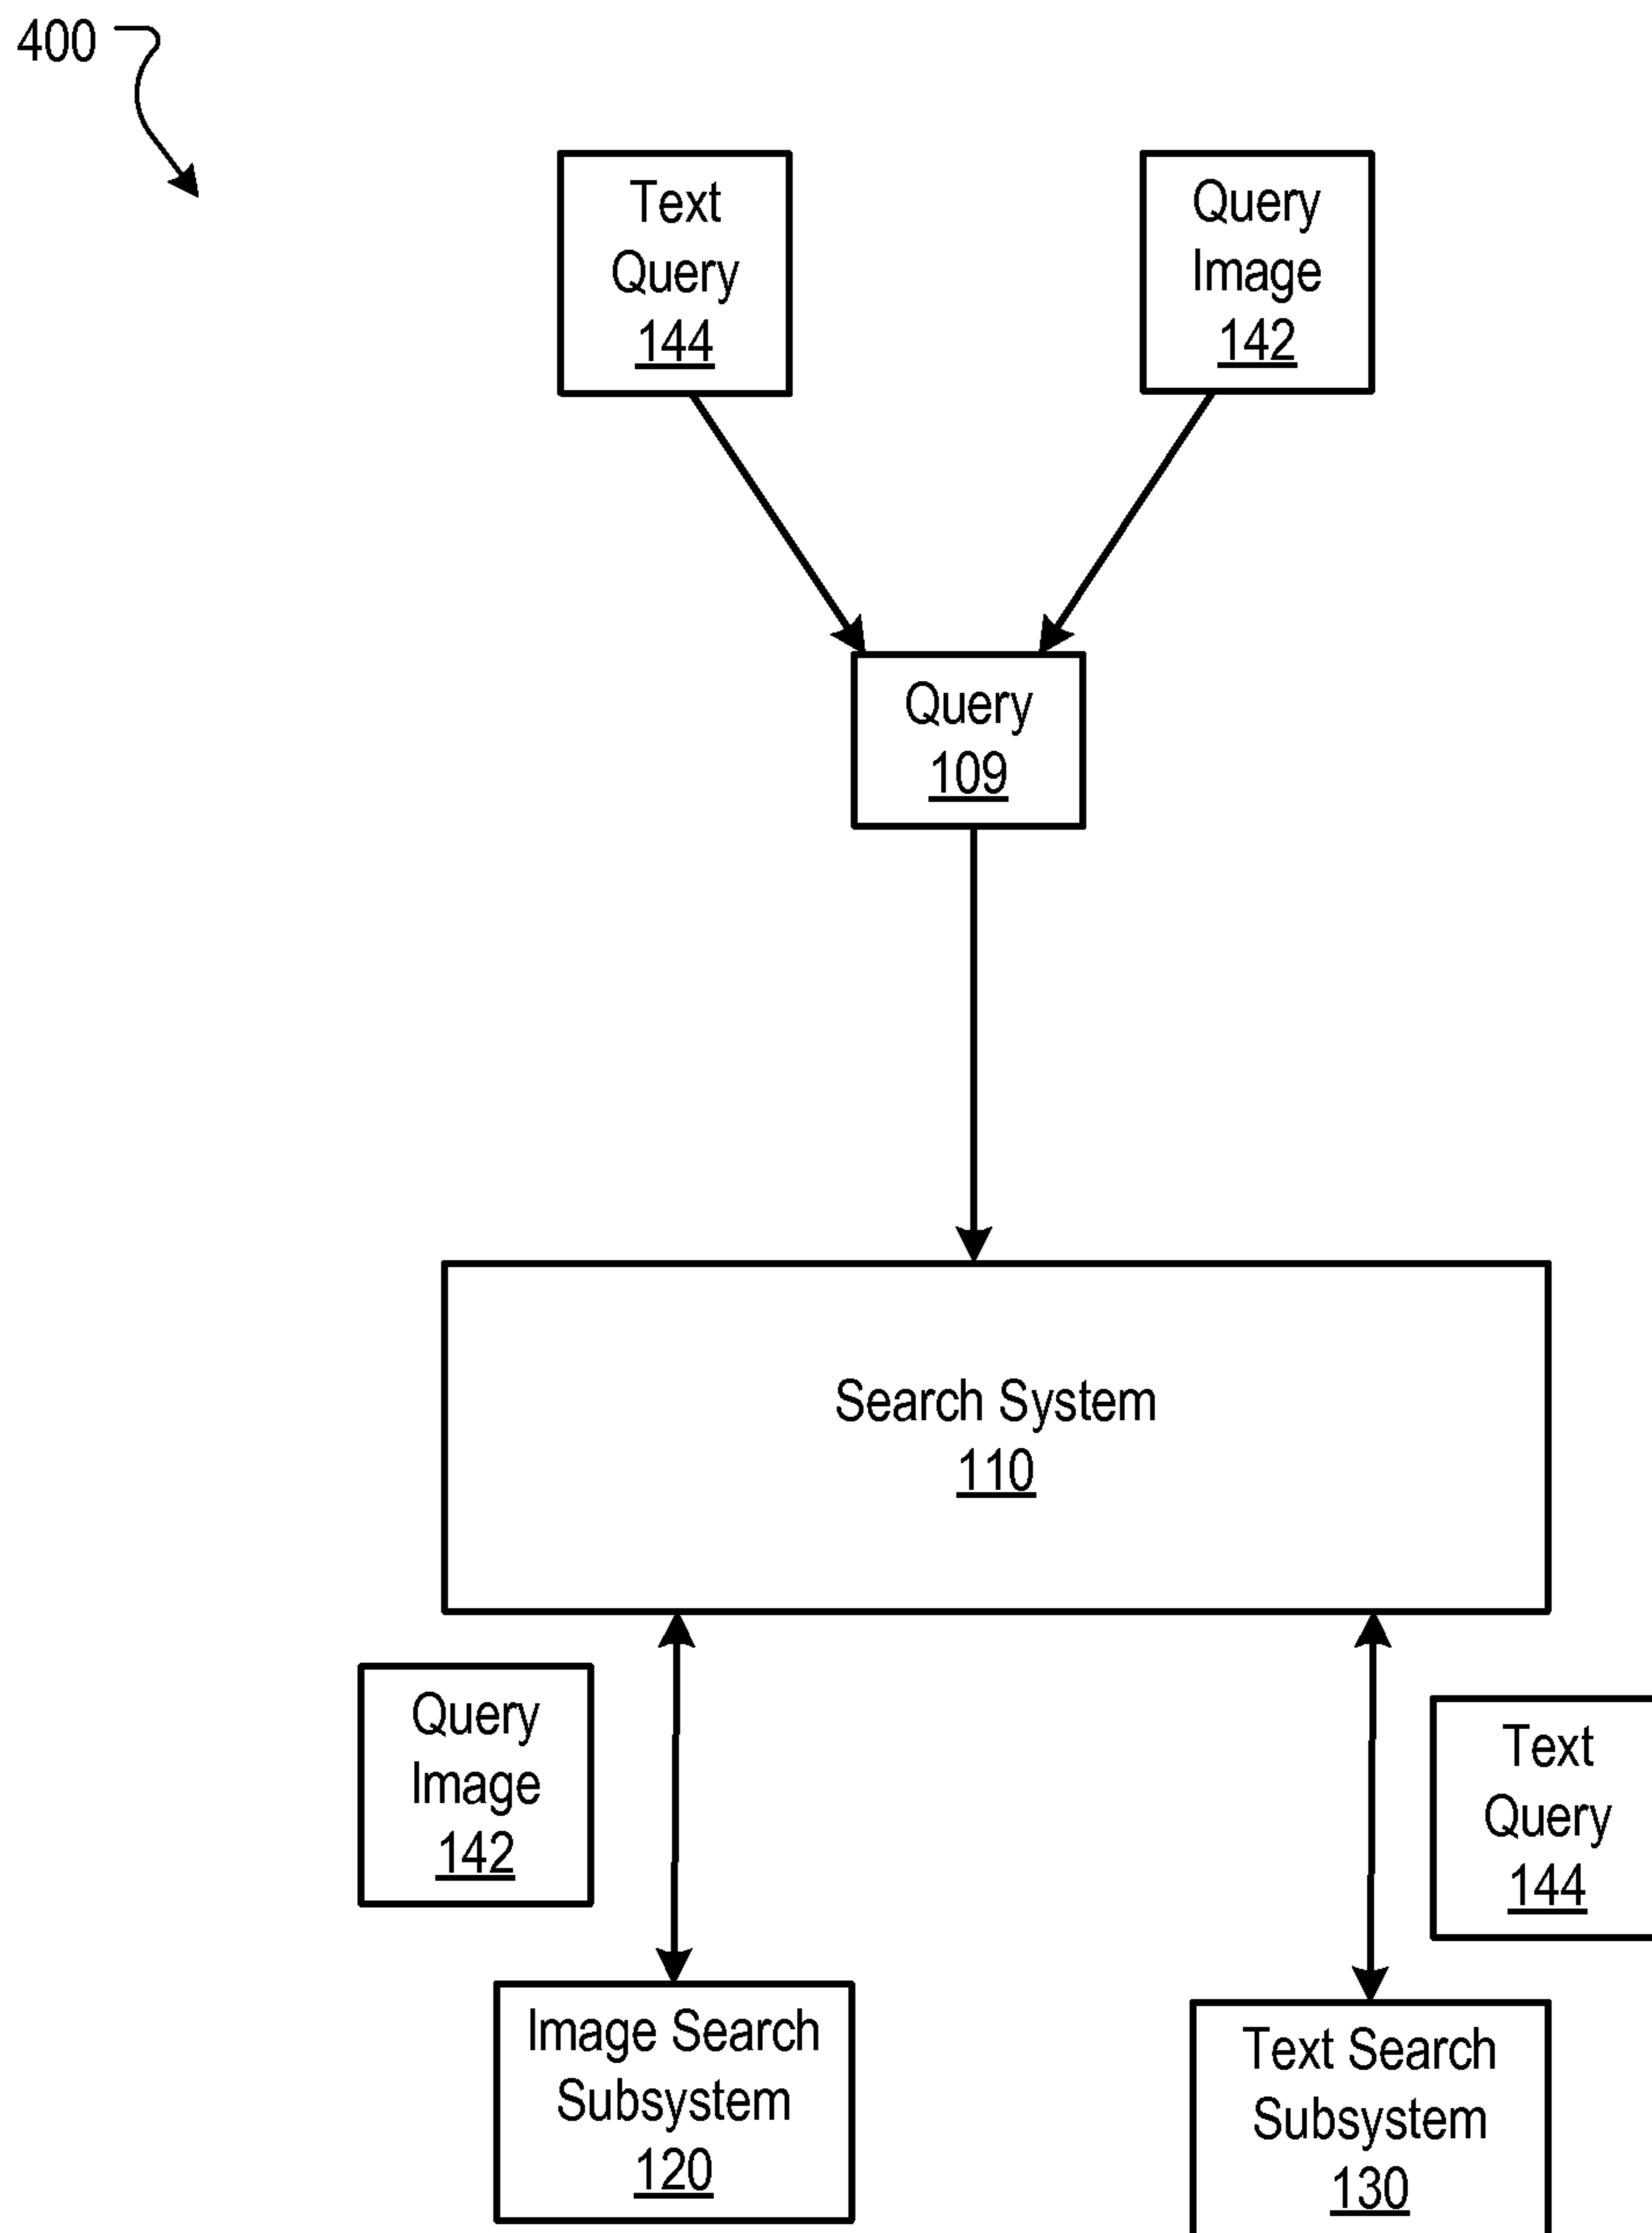 400
Text
Query
144
Query
Image
142
Query
109
Search System
110
Query
Image
142
Text
Query
144
Image Search
Subsystem
120
Text Search
Subsystem
130